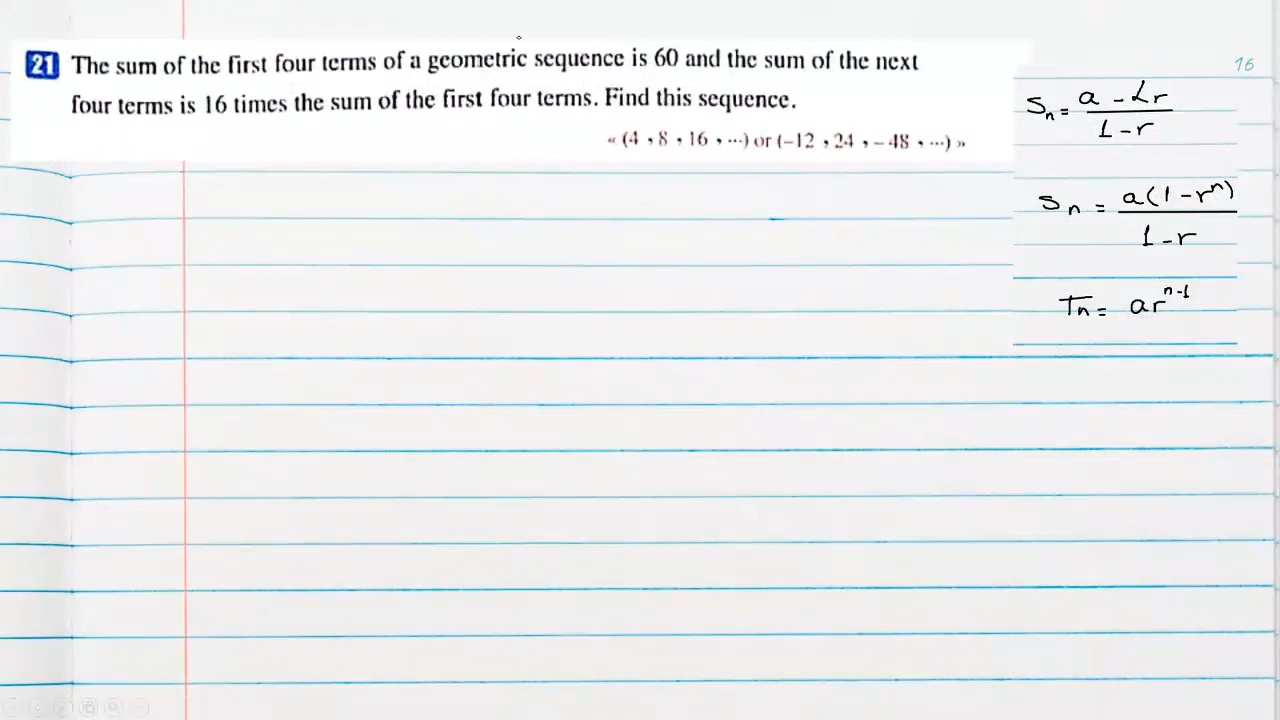 21 The sum of the first four terms of a geometric sequence is 60 and the sum of the next
four terms is 16 times the sum of the first four terms. Find this sequence.
« (4 , 8 , 16 , ...) or (–12 , 24 , – 48 , ...) »
16
Sn = a - Lr / 1 - r
Sn = a(1 - rⁿ) / 1 - r
Tn = arⁿ⁻¹